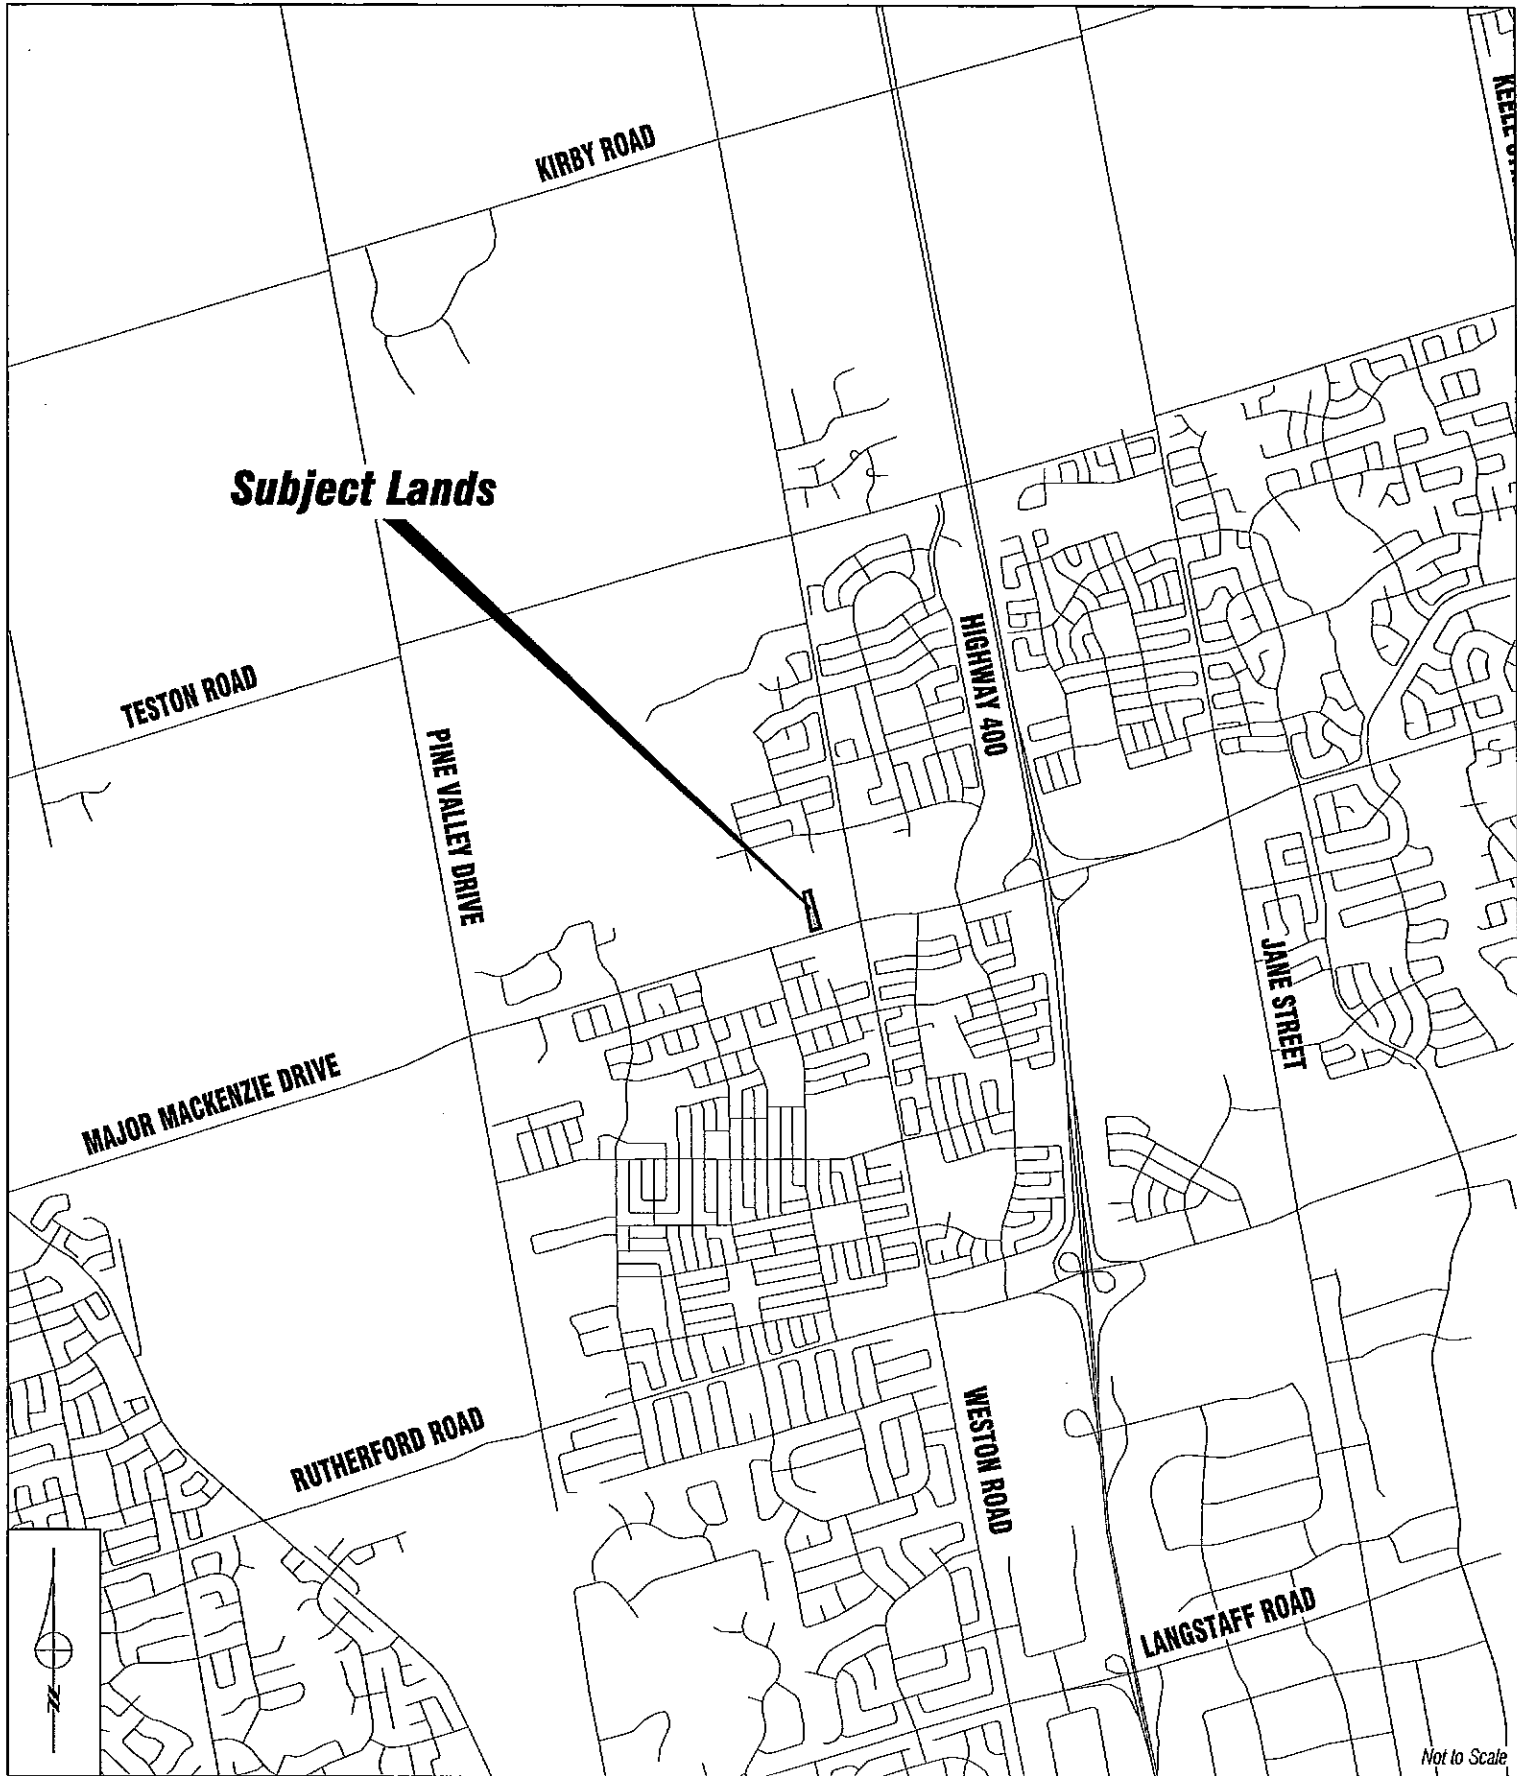 KIRBY ROAD
Subject Lands
TESTON ROAD
HIGHWAY 400
PINE VALLEY DRIVE
JANE STREET
MAJOR MACKENZIE DRIVE
RUTHERFORD ROAD
WESTON ROAD
LANGSTAFF ROAD
N
Not to Scale